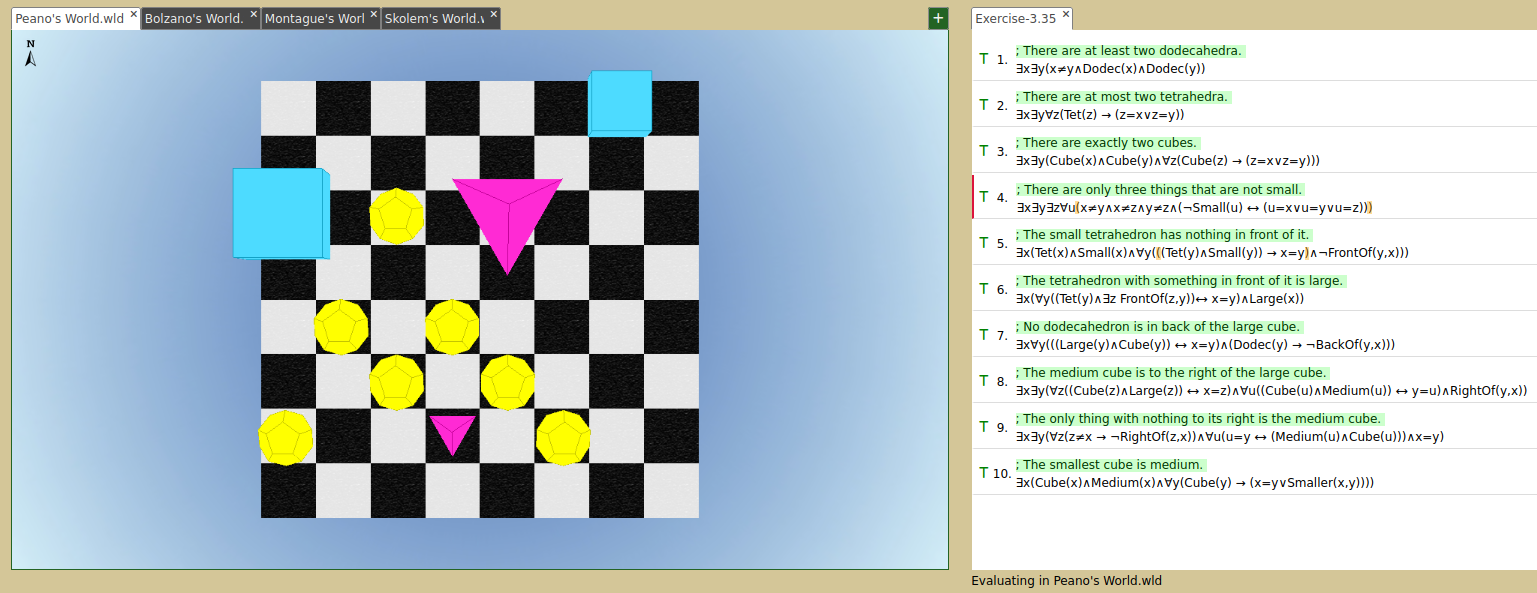 Peano's World.wld × Bolzano's World. × Montague's Worl × Skolem's World.v × +
Exercise-3.35 ×
N
T 1. ; There are at least two dodecahedra.
∃x∃y(x≠y∧Dodec(x)∧Dodec(y))
T 2. ; There are at most two tetrahedra.
∃x∃y∀z(Tet(z) → (z=x∨z=y))
T 3. ; There are exactly two cubes.
∃x∃y(Cube(x)∧Cube(y)∧∀z(Cube(z) → (z=x∨z=y)))
T 4. ; There are only three things that are not small.
∃x∃y∃z∀u(x≠y∧x≠z∧y≠z∧(¬Small(u) ↔ (u=x∨u=y∨u=z)))
T 5. ; The small tetrahedron has nothing in front of it.
∃x(Tet(x)∧Small(x)∧∀y(((Tet(y)∧Small(y)) → x=y)∧¬FrontOf(y,x)))
T 6. ; The tetrahedron with something in front of it is large.
∃x(∀y((Tet(y)∧∃z FrontOf(z,y))↔ x=y)∧Large(x))
T 7. ; No dodecahedron is in back of the large cube.
∃x∀y(((Large(y)∧Cube(y)) ↔ x=y)∧(Dodec(y) → ¬BackOf(y,x)))
T 8. ; The medium cube is to the right of the large cube.
∃x∃y(∀z((Cube(z)∧Large(z)) ↔ x=z)∧∀u((Cube(u)∧Medium(u)) ↔ y=u)∧RightOf(y,x))
T 9. ; The only thing with nothing to its right is the medium cube.
∃x∃y(∀z(z≠x → ¬RightOf(z,x))∧∀u(u=y ↔ (Medium(u)∧Cube(u)))∧x=y)
T 10. ; The smallest cube is medium.
∃x(Cube(x)∧Medium(x)∧∀y(Cube(y) → (x=y∨Smaller(x,y))))
Evaluating in Peano's World.wld